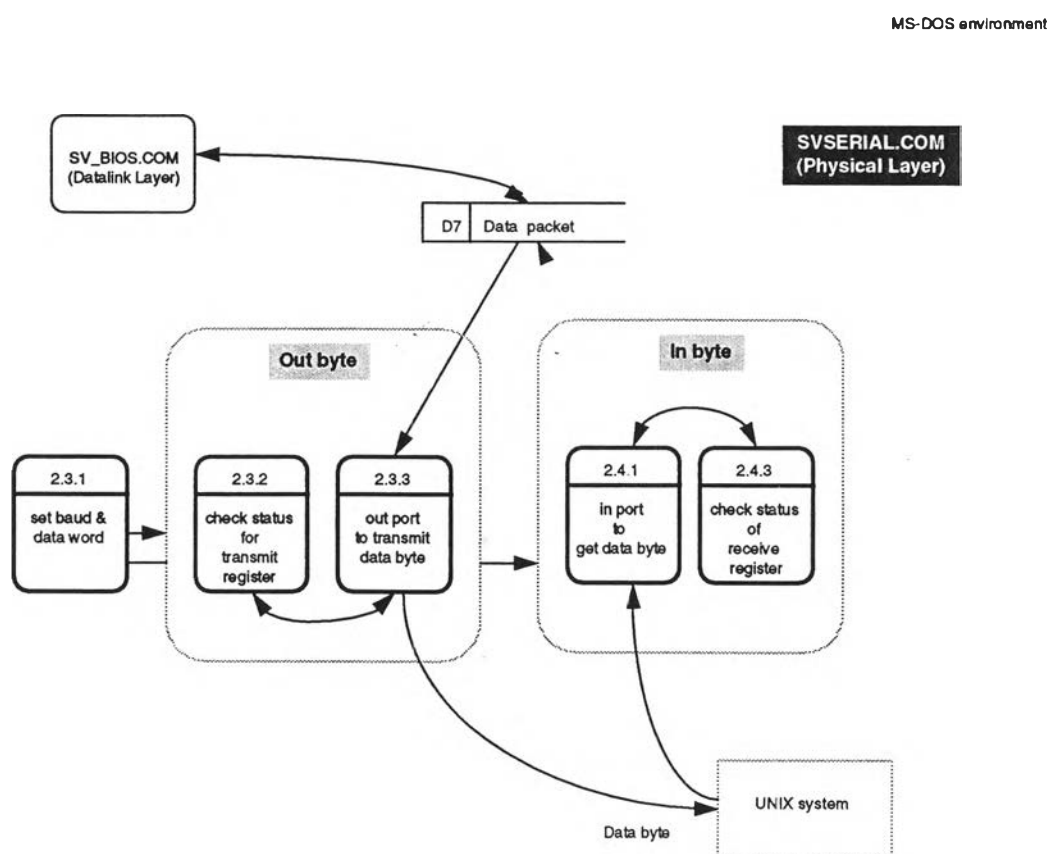 MS-DOS environment
SV_BIOS.COM
(Datalink Layer)
SVSERIAL.COM
(Physical Layer)
D7 Data packet
Out byte
In byte
2.3.1
set baud &
data word
2.3.2
check status
for
transmit
register
2.3.3
out port
to transmit
data byte
2.4.1
in port
to
get data byte
2.4.3
check status
of
receive
register
UNIX system
Data byte